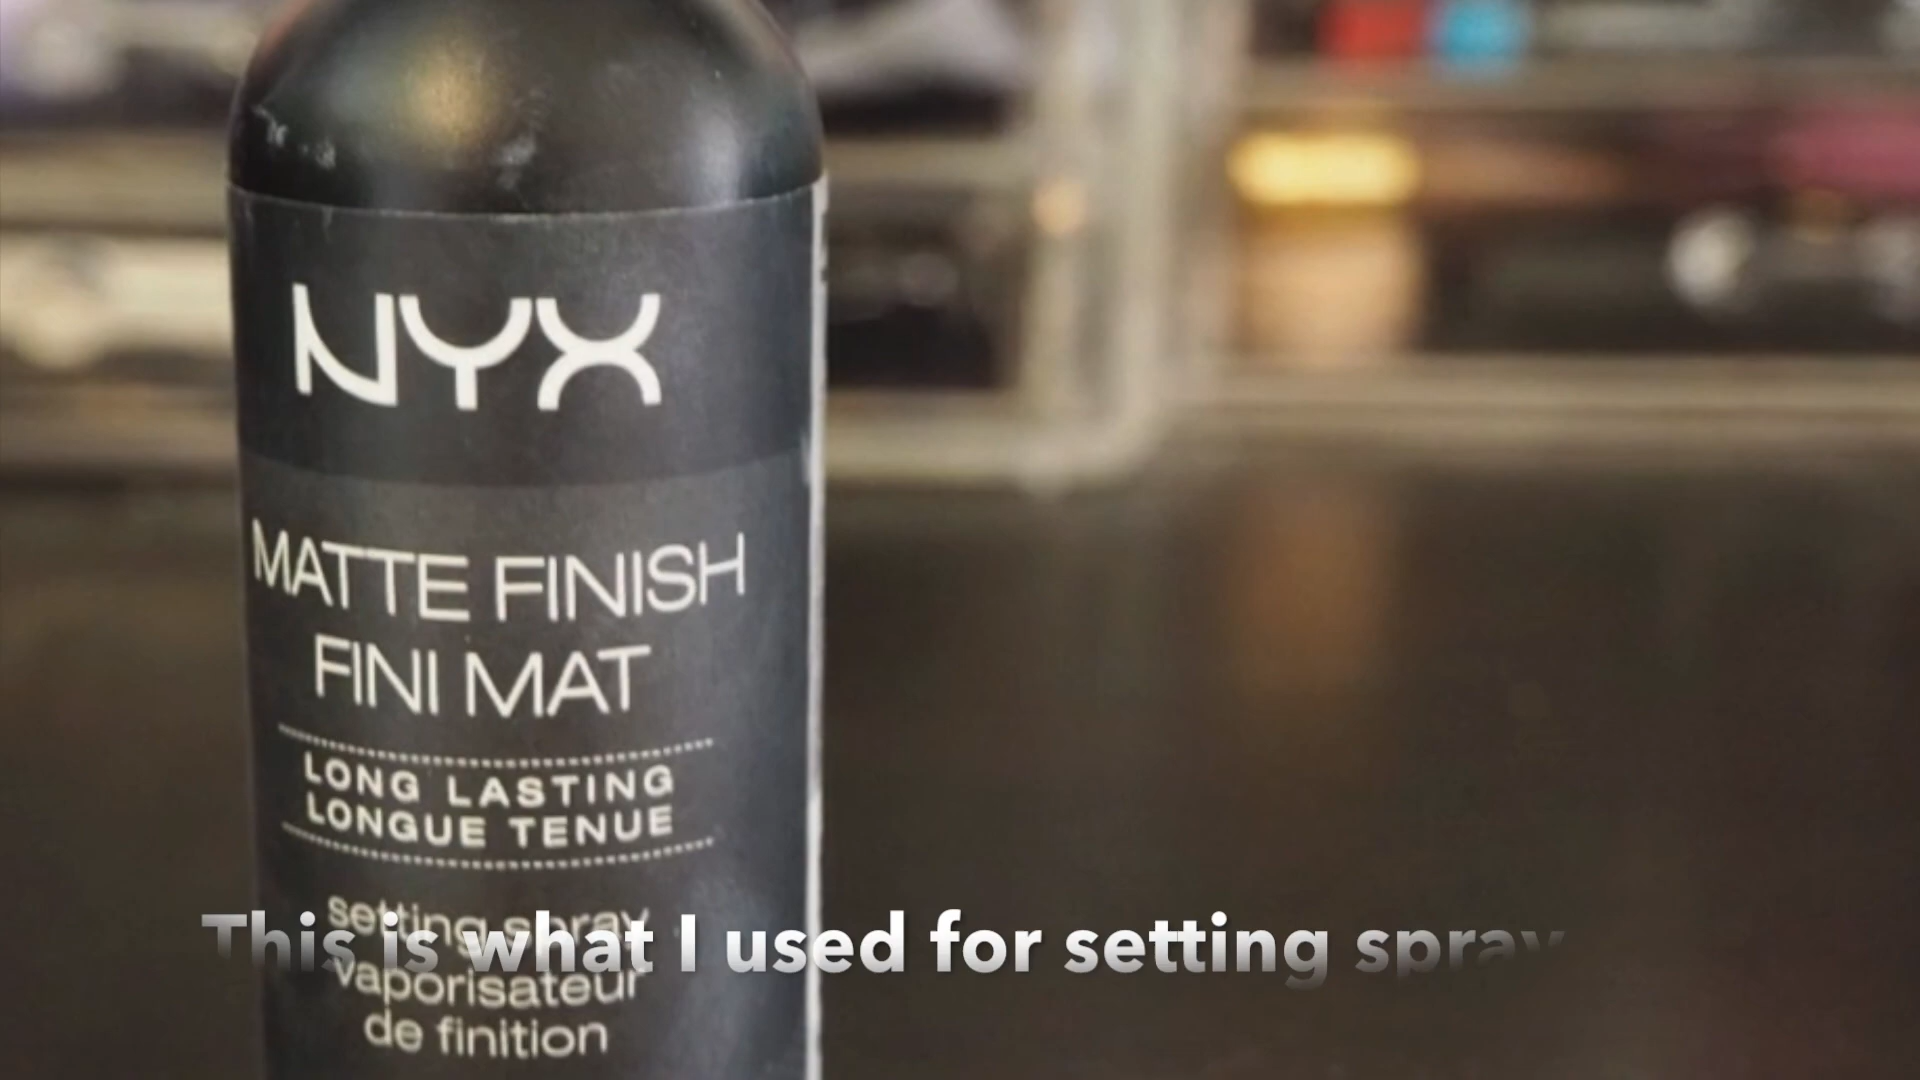 NYX
MATTE FINISH
FINI MAT
LONG LASTING
LONGUE TENUE
setting spray
vaporisateur
de finition
This is what I used for setting spray